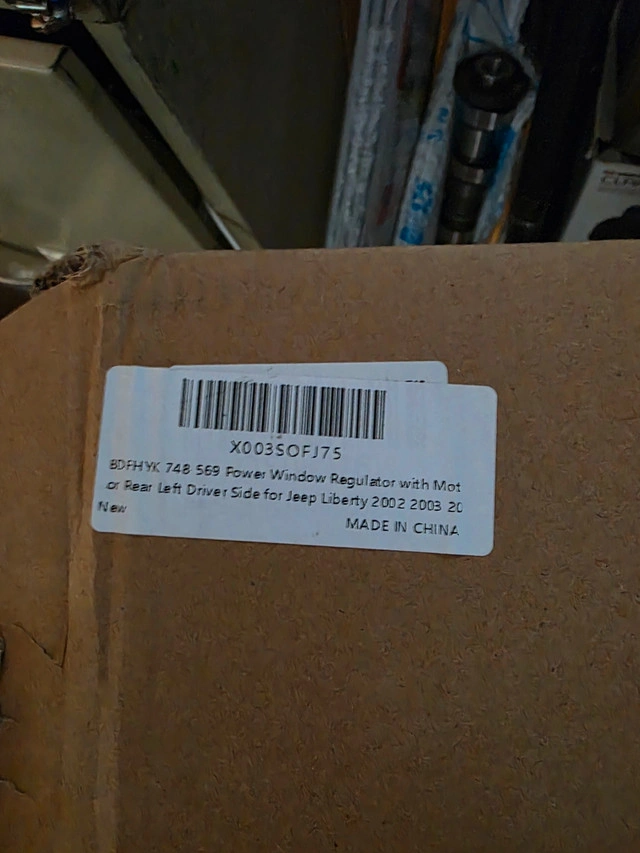 X003SOFJ75
BDFHYK 748-569 Power Window Regulator with Mot
or Rear Left Driver Side for Jeep Liberty 2002 2003 20
New
MADE IN CHINA